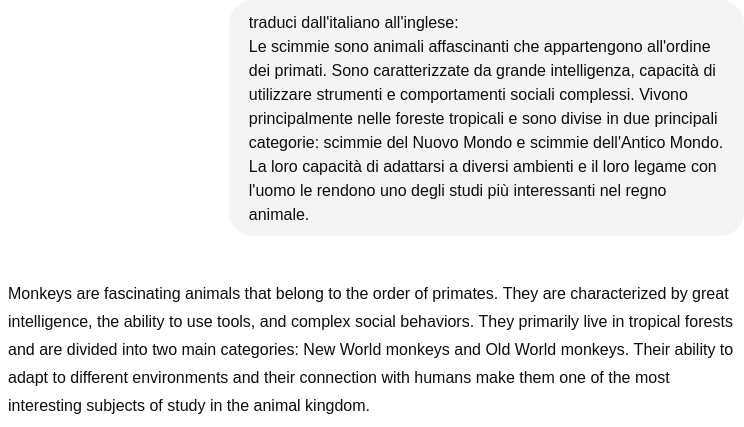 traduci dall'italiano all'inglese:
Le scimmie sono animali affascinanti che appartengono all'ordine
dei primati. Sono caratterizzate da grande intelligenza, capacità di
utilizzare strumenti e comportamenti sociali complessi. Vivono
principalmente nelle foreste tropicali e sono divise in due principali
categorie: scimmie del Nuovo Mondo e scimmie dell'Antico Mondo.
La loro capacità di adattarsi a diversi ambienti e il loro legame con
l'uomo le rendono uno degli studi più interessanti nel regno
animale.
Monkeys are fascinating animals that belong to the order of primates. They are characterized by great
intelligence, the ability to use tools, and complex social behaviors. They primarily live in tropical forests
and are divided into two main categories: New World monkeys and Old World monkeys. Their ability to
adapt to different environments and their connection with humans make them one of the most
interesting subjects of study in the animal kingdom.